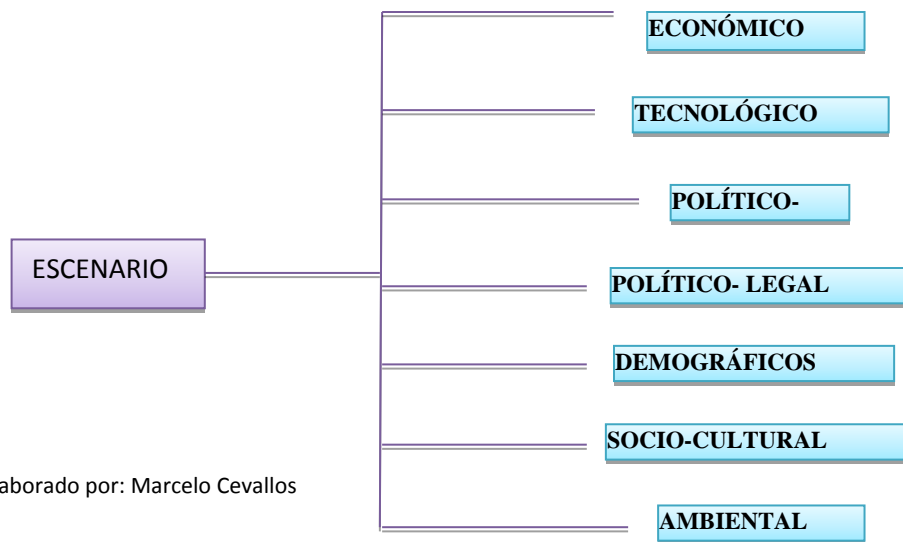 ECONÓMICO
TECNOLÓGICO
POLÍTICO-
ESCENARIO
POLÍTICO- LEGAL
DEMOGRÁFICOS
SOCIO-CULTURAL
aborado por: Marcelo Cevallos
AMBIENTAL